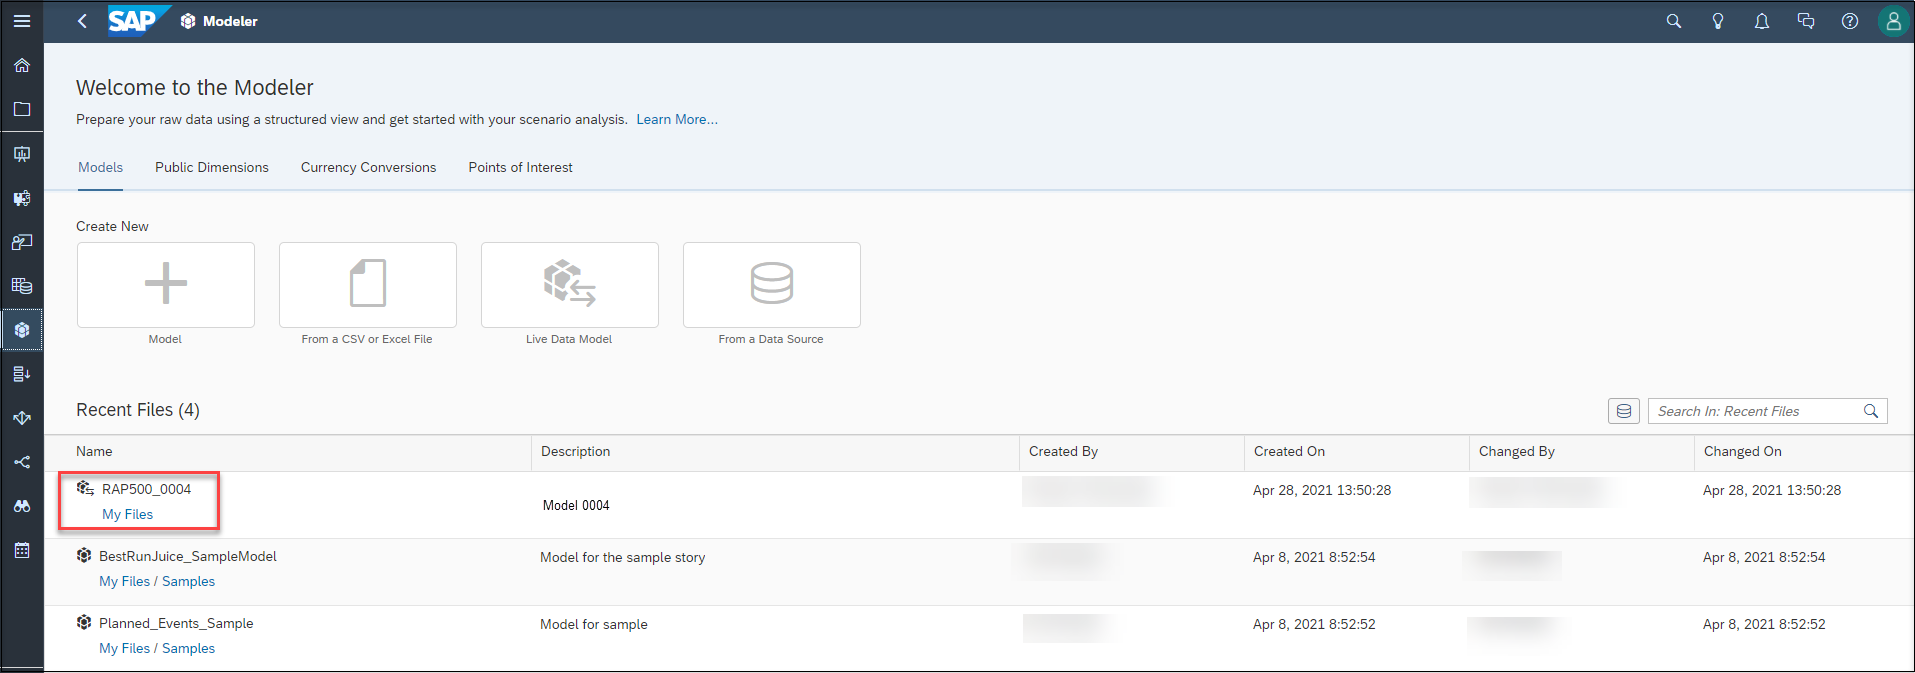 SAP Modeler
Welcome to the Modeler
Prepare your raw data using a structured view and get started with your scenario analysis. Learn More...
Models Public Dimensions Currency Conversions Points of Interest
Create New
Model From a CSV or Excel File Live Data Model From a Data Source
Recent Files (4)
Search In: Recent Files
Name Description Created By Created On Changed By Changed On
RAP500_0004 Model 0004 Apr 28, 2021 13:50:28 Apr 28, 2021 13:50:28
My Files
BestRunJuice_SampleModel Model for the sample story Apr 8, 2021 8:52:54 Apr 8, 2021 8:52:54
My Files / Samples
Planned_Events_Sample Model for sample Apr 8, 2021 8:52:52 Apr 8, 2021 8:52:52
My Files / Samples